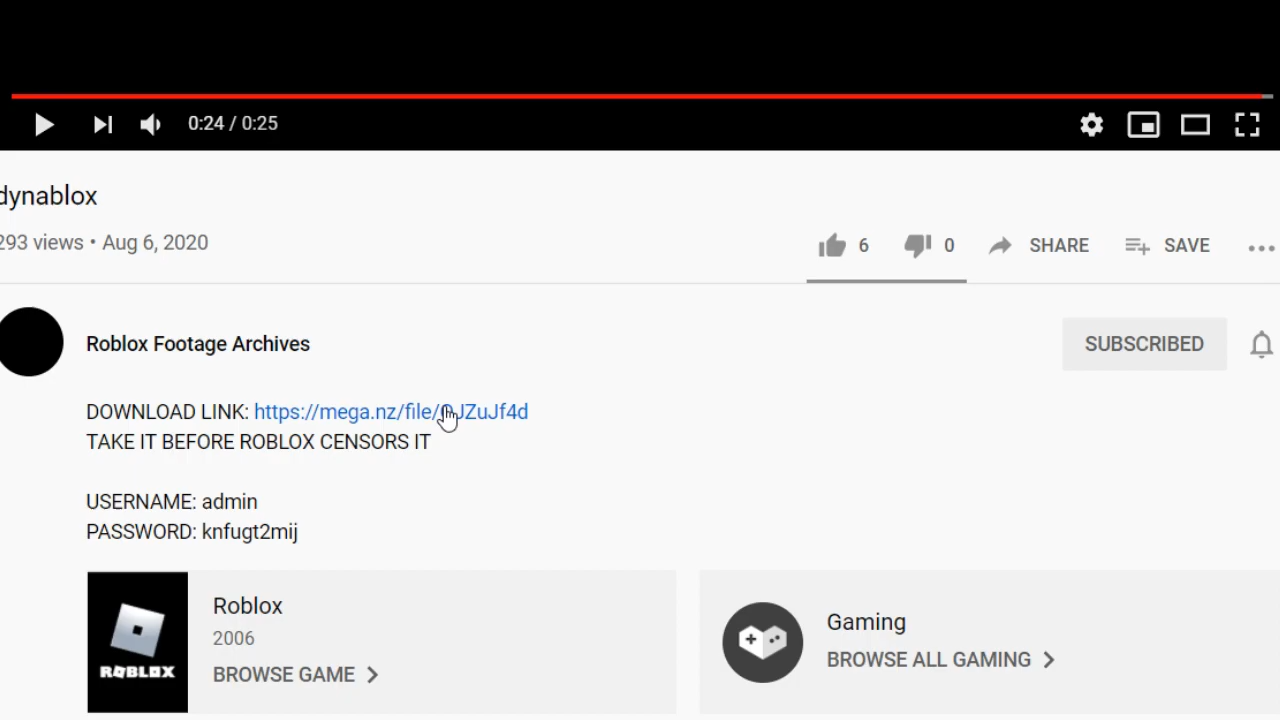 0:24 / 0:25
dynablox
293 views • Aug 6, 2020
6 0 SHARE SAVE
Roblox Footage Archives
SUBSCRIBED
DOWNLOAD LINK: https://mega.nz/file/
TAKE IT BEFORE ROBLOX CENSORS IT
USERNAME: admin
PASSWORD: knfugt2mij
ROBLOX
Roblox
2006
BROWSE GAME
Gaming
BROWSE ALL GAMING